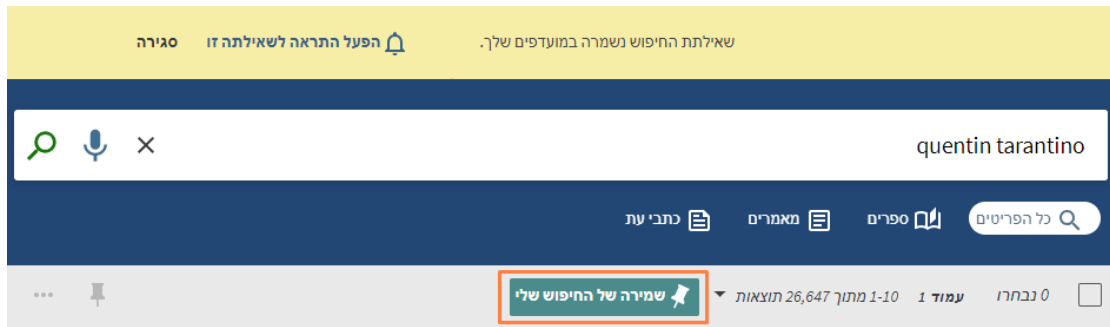 שאילתת החיפוש נשמרה במועדפים שלך. הפעל התראה לשאילתה זו סגירה
quentin tarantino
כל הפריטים ספרים מאמרים כתבי עת
0 נבחרו עמוד 1 1-10 מתוך 26,647 תוצאות שמירה של החיפוש שלי